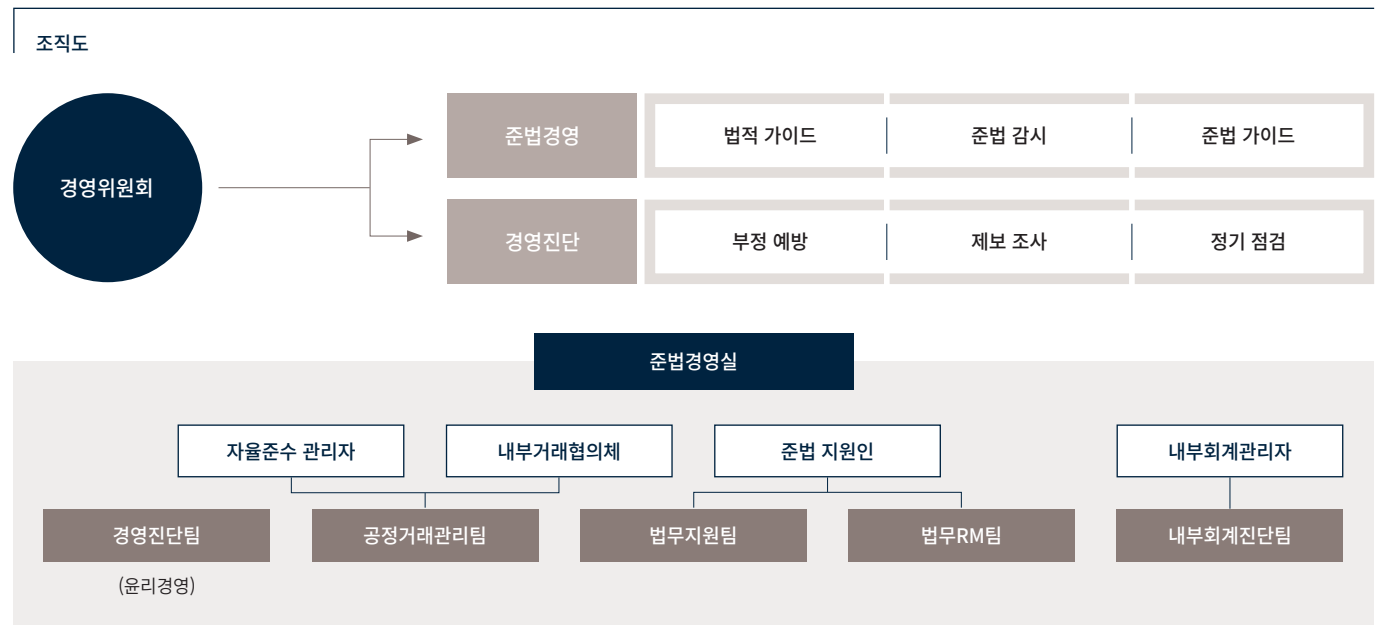 조직도
경영위원회
준법경영
법적 가이드
준법 감시
준법 가이드
경영진단
부정 예방
제보 조사
정기 점검
준법경영실
자율준수 관리자
내부거래협의체
준법 지원인
내부회계관리자
경영진단팀
공정거래관리팀
법무지원팀
법무RM팀
내부회계진단팀
(윤리경영)